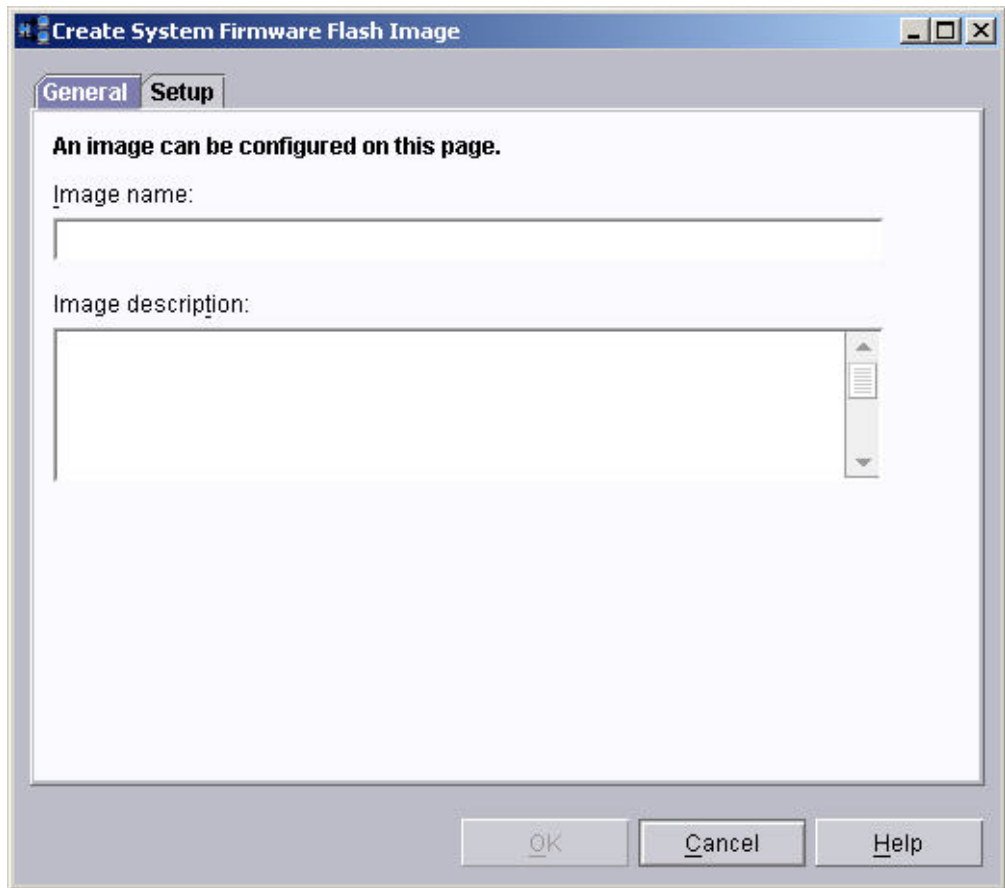 Create System Firmware Flash Image
General Setup
An image can be configured on this page.
Image name:
Image description:
OK Cancel Help